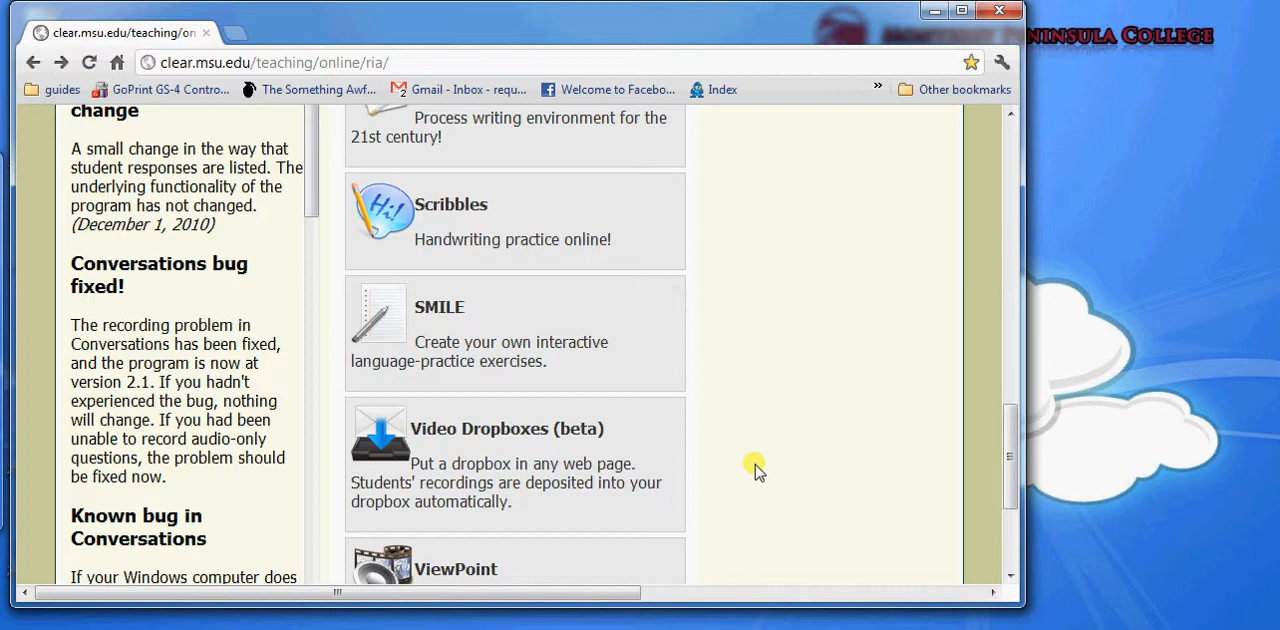 PENINSULA COLLEGE
clear.msu.edu/teaching/on
clear.msu.edu/teaching/online/ria/
guides
GoPrint GS-4 Contro...
The Something Awf...
Gmail - Inbox - requ...
Welcome to Facebo...
Index
»
Other bookmarks
change
A small change in the way that
student responses are listed. The
underlying functionality of the
program has not changed.
(December 1, 2010)
Conversations bug
fixed!
The recording problem in
Conversations has been fixed,
and the program is now at
version 2.1. If you hadn't
experienced the bug, nothing
will change. If you had been
unable to record audio-only
questions, the problem should
be fixed now.
Known bug in
Conversations
If your Windows computer does
Process writing environment for the
21st century!
Hi!
Scribbles
Handwriting practice online!
SMILE
Create your own interactive
language-practice exercises.
Video Dropboxes (beta)
Put a dropbox in any web page.
Students' recordings are deposited into your
dropbox automatically.
ViewPoint